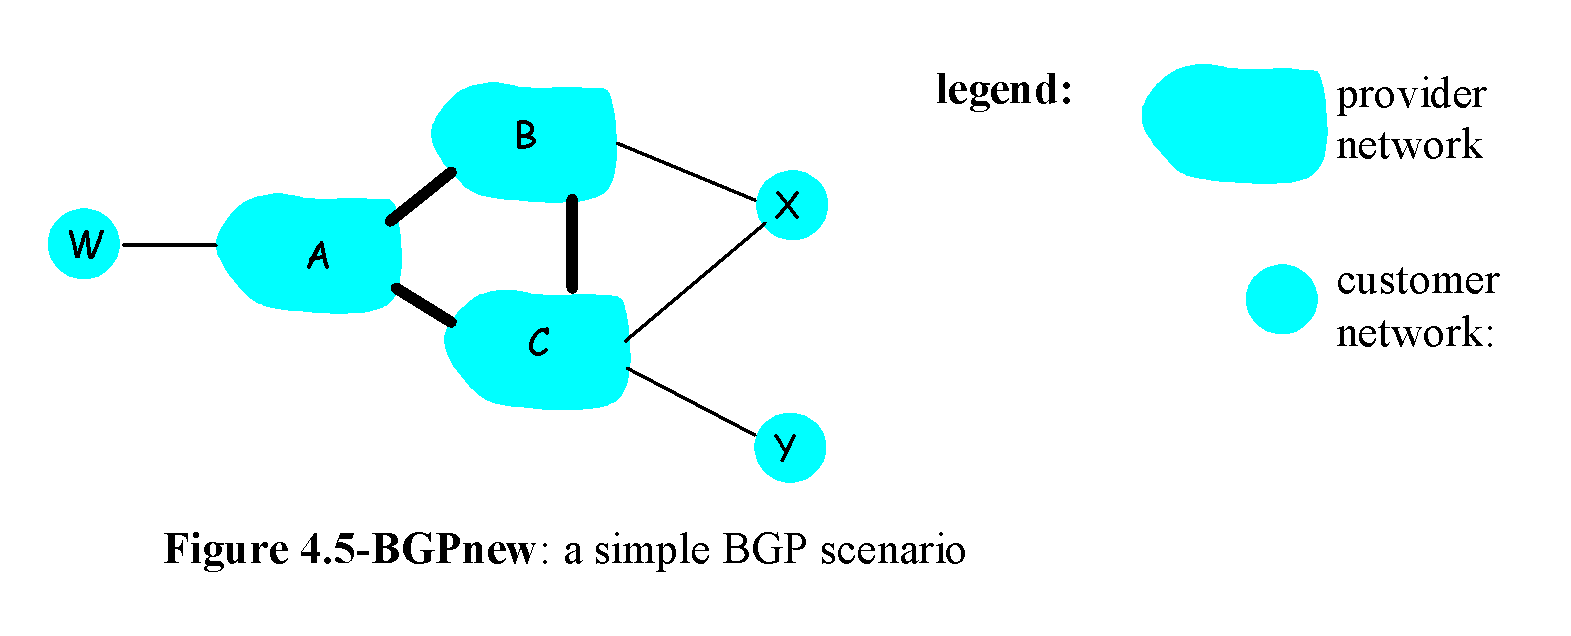 legend:
provider
network
B
X
W
A
customer
network:
C
Y
Figure 4.5-BGPnew: a simple BGP scenario